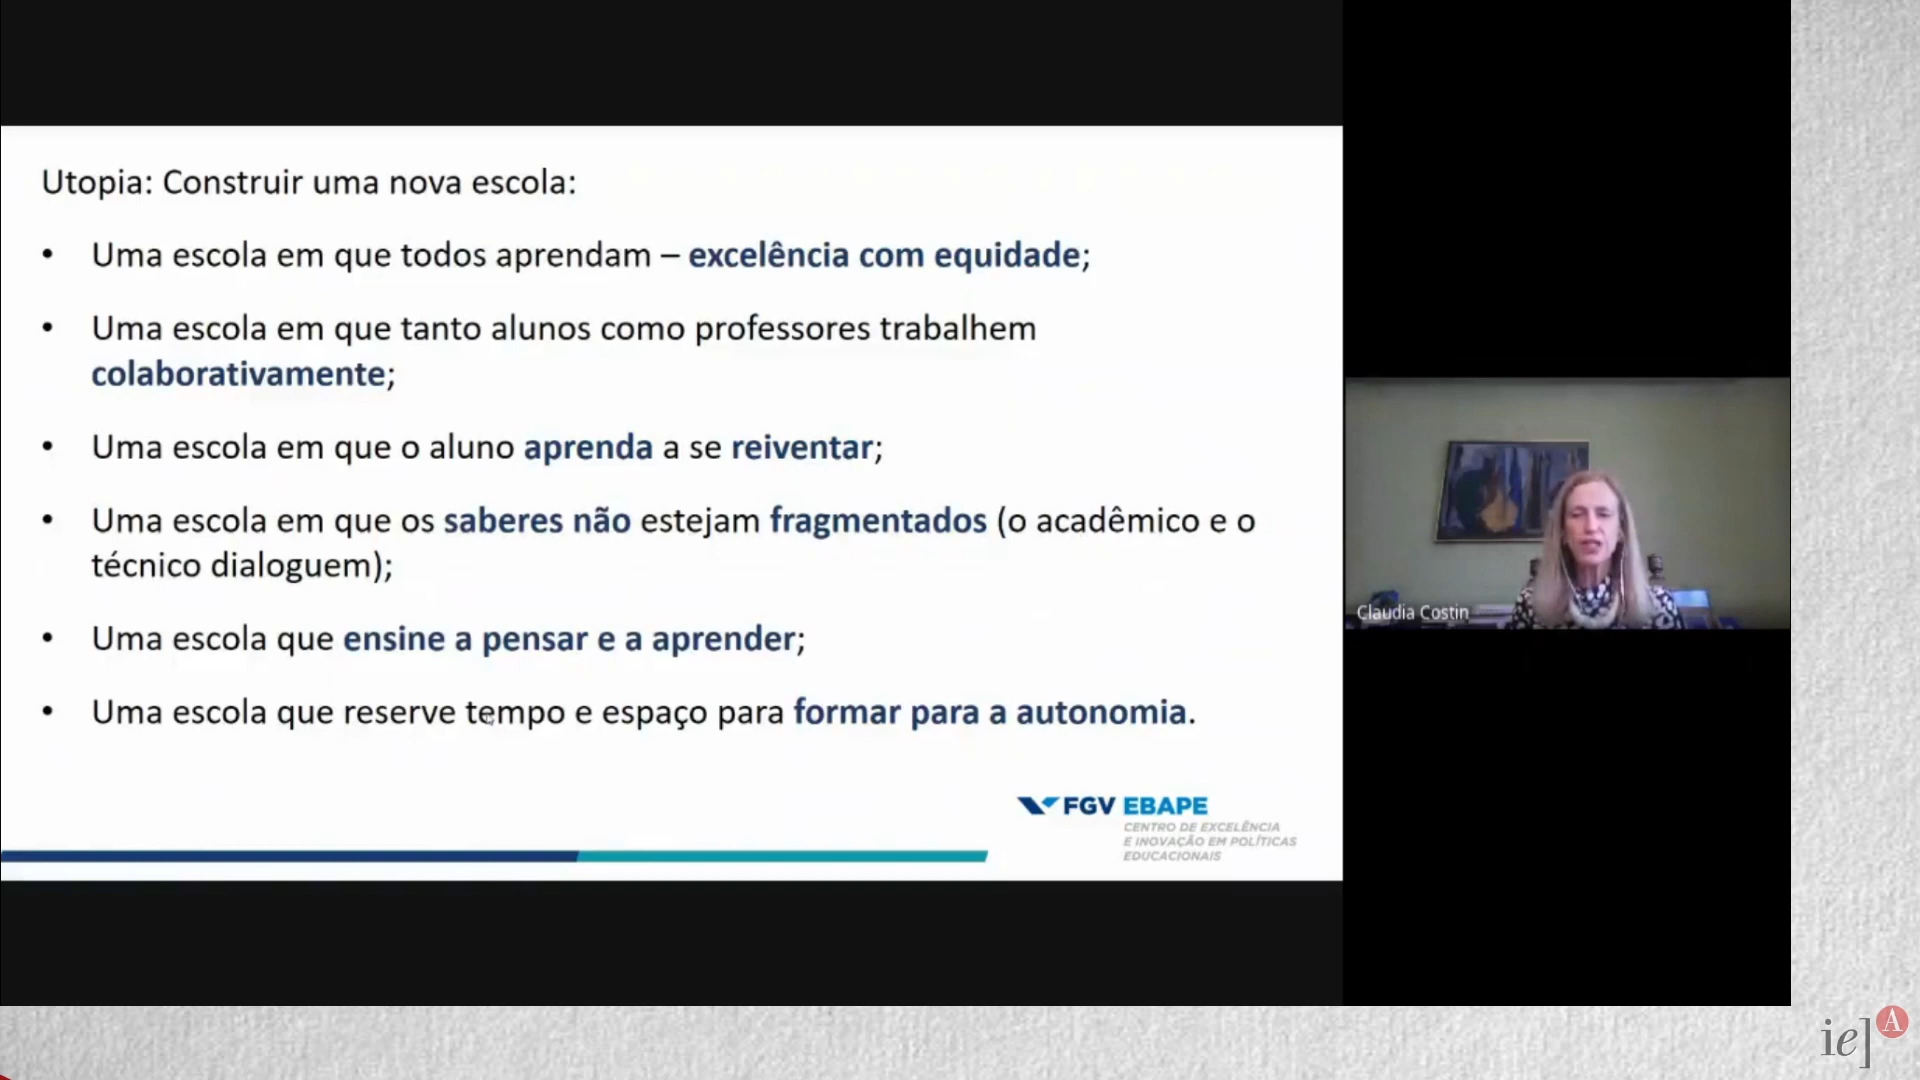 Utopia: Construir uma nova escola:
• Uma escola em que todos aprendam – excelência com equidade;
• Uma escola em que tanto alunos como professores trabalhem
colaborativamente;
• Uma escola em que o aluno aprenda a se reiventar;
• Uma escola em que os saberes não estejam fragmentados (o acadêmico e o
técnico dialoguem);
• Uma escola que ensine a pensar e a aprender;
• Uma escola que reserve tempo e espaço para formar para a autonomia.
FGV EBAPE
CENTRO DE EXCELÊNCIA
E INOVAÇÃO EM POLÍTICAS
EDUCACIONAIS
Claudia Costin
ie]A